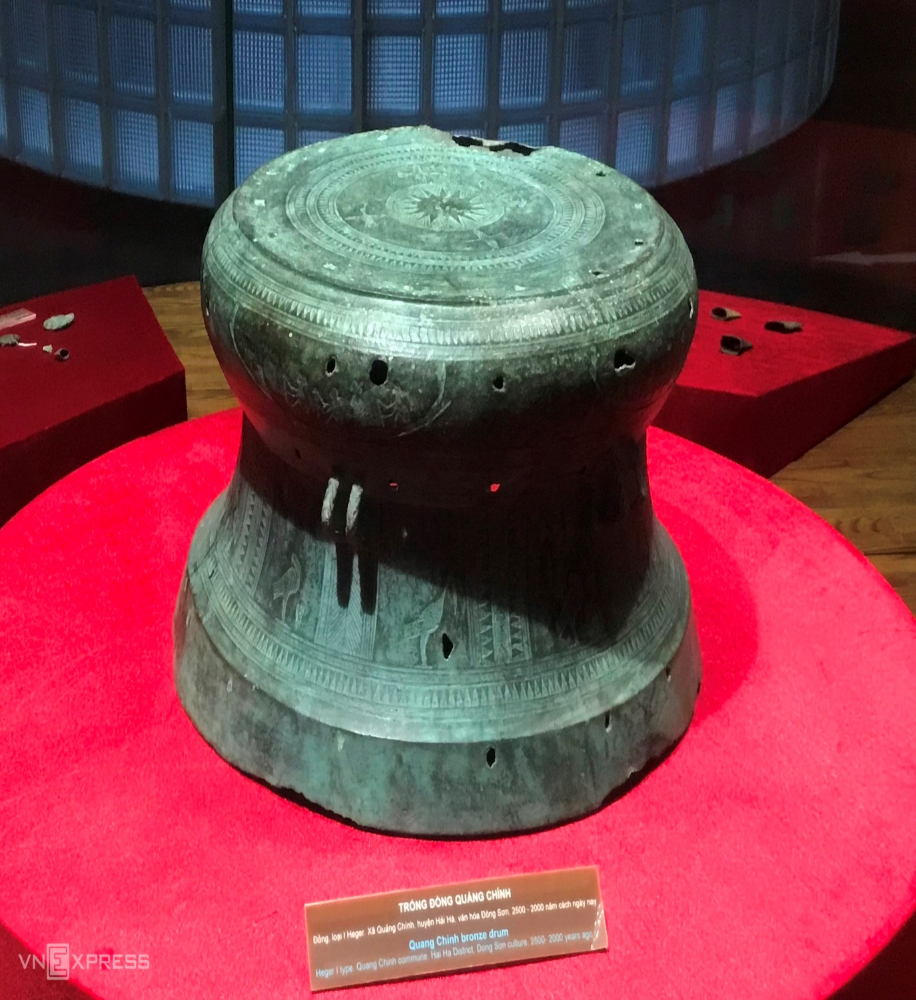 TRỐNG ĐỒNG QUẢNG CHÍNH
Đồng, loại I Heger. Xã Quảng Chính, huyện Hải Hà, văn hóa Đông Sơn, 2500 - 2000 năm cách ngày nay
Quang Chinh bronze drum
Heger I type. Quang Chinh commune. Hai Ha District, Dong Son culture. 2500- 2000 years ago
VNEXPRESS